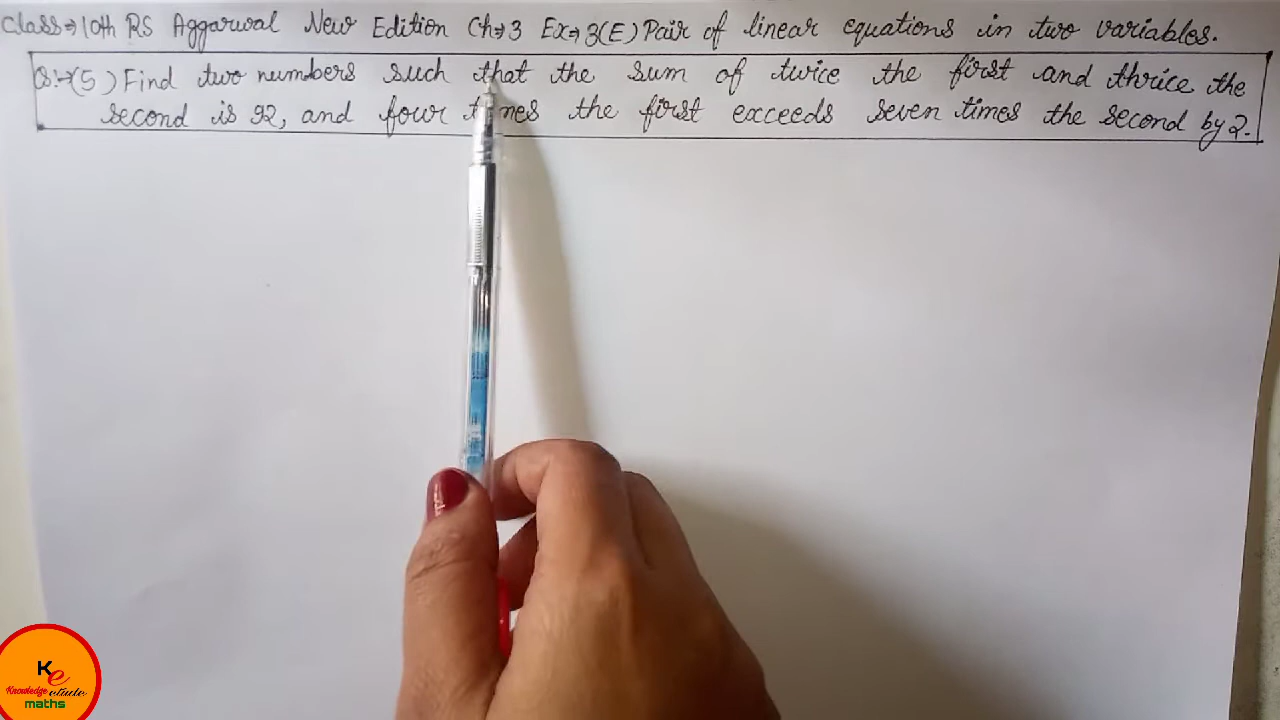 Class→10th RS Aggarwal New Edition Ch→3 Ex→3(E) Pair of linear equations in two variables.
Q:→(5) Find two numbers such that the sum of twice the first and thrice the
second is 92, and four times the first exceeds seven times the second by 2.
Ke
Knowledge etude
maths